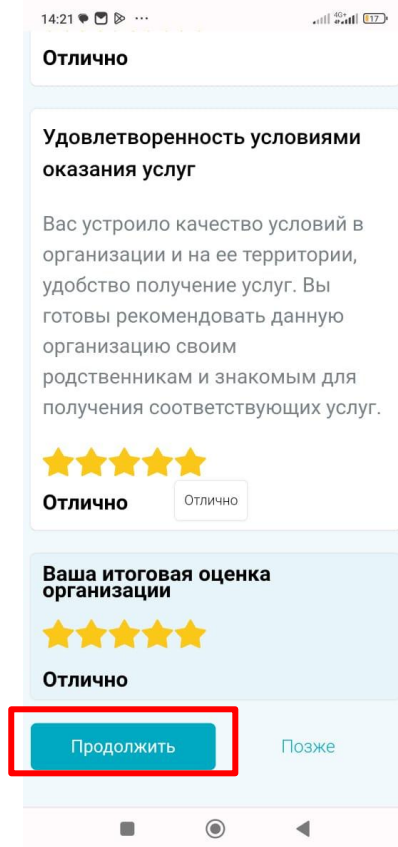 14:21
4G+
17
Отлично
Удовлетворенность условиями
оказания услуг
Вас устроило качество условий в
организации и на ее территории,
удобство получение услуг. Вы
готовы рекомендовать данную
организацию своим
родственникам и знакомым для
получения соответствующих услуг.
Отлично
Отлично
Ваша итоговая оценка
организации
Отлично
Продолжить
Позже